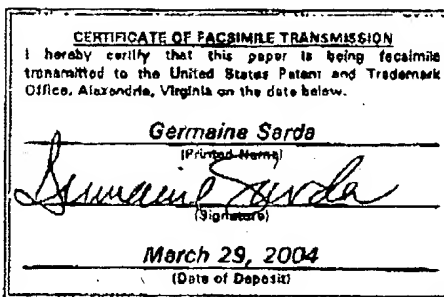 CERTIFICATE OF FACSIMILE TRANSMISSION
I hereby certify that this paper is being facsimile
transmitted to the United States Patent and Trademark
Office, Alexandria, Virginia on the date below.
Germaine Sarda
(Printed Name)
Germaine Sarda
(Signature)
March 29, 2004
(Date of Deposit)